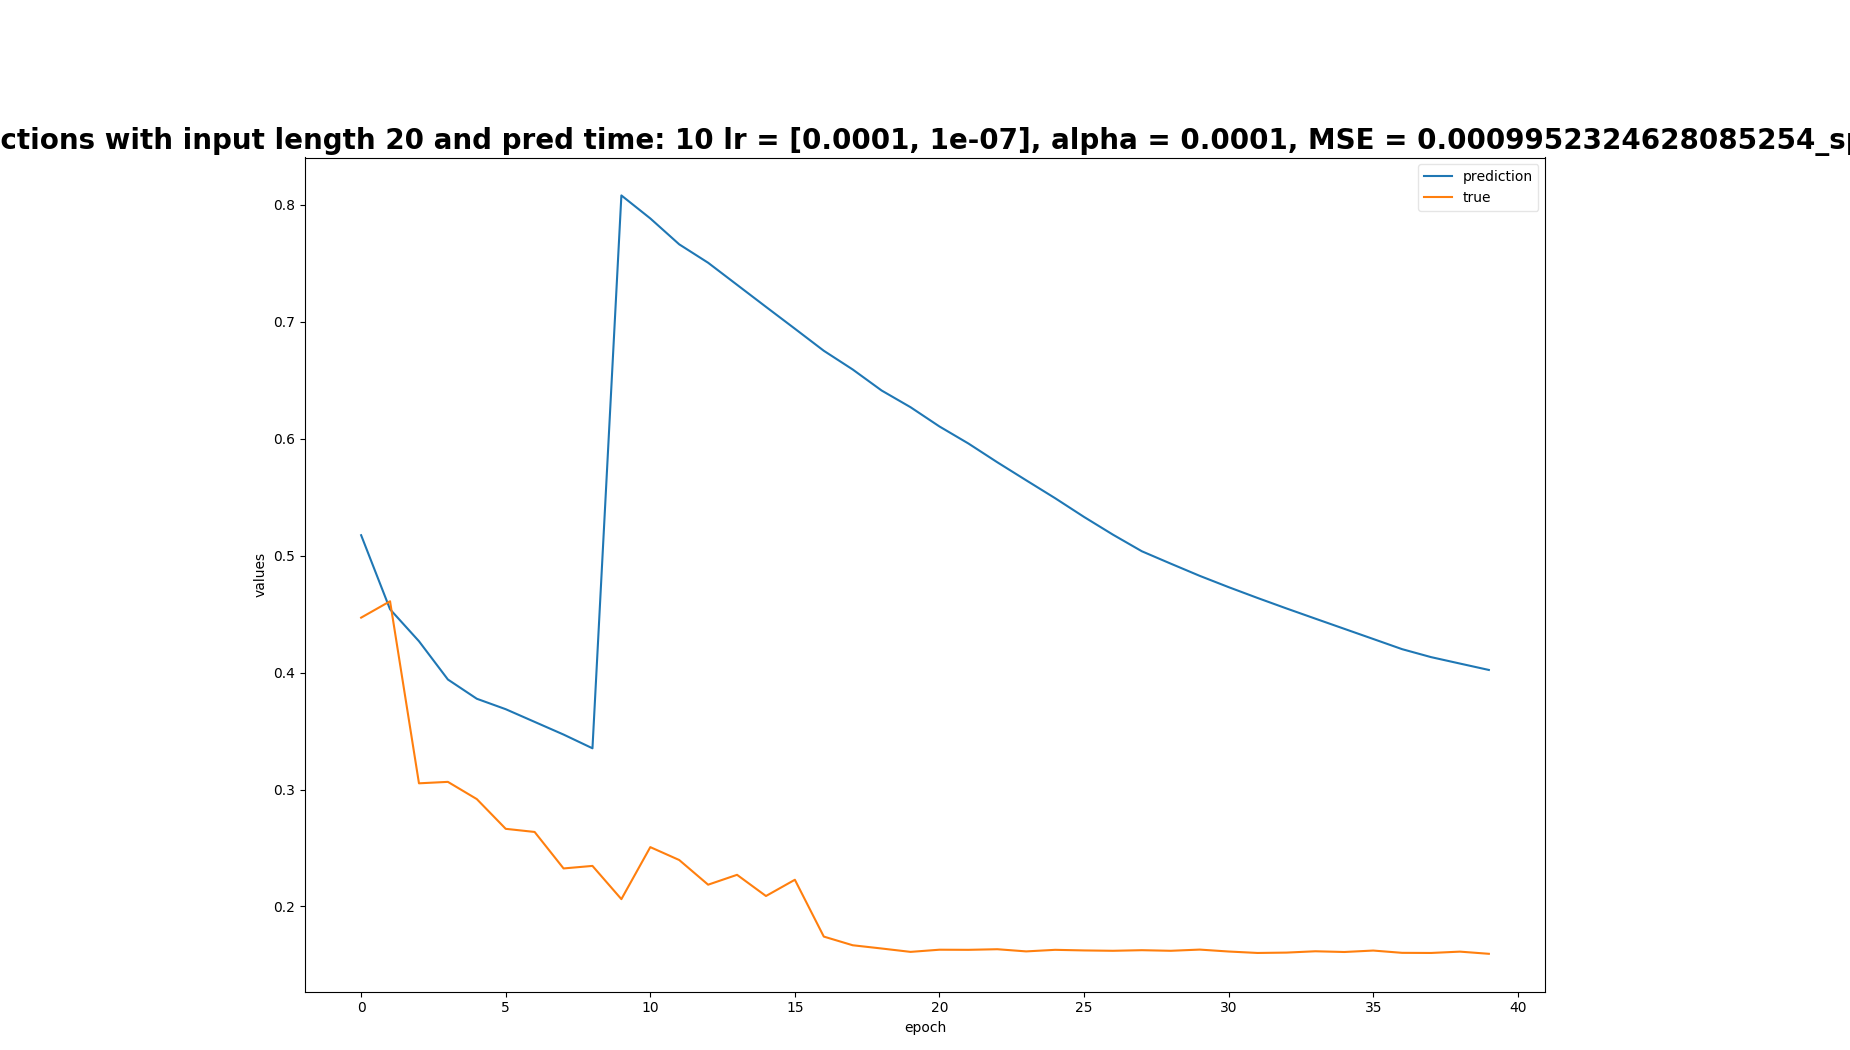 ctions with input length 20 and pred time: 10 lr = [0.0001, 1e-07], alpha = 0.0001, MSE = 0.0009952324628085254_sp
prediction
true
0.8
0.7
0.6
0.5
0.4
0.3
0.2
values
0 5 10 15 20 25 30 35 40
epoch